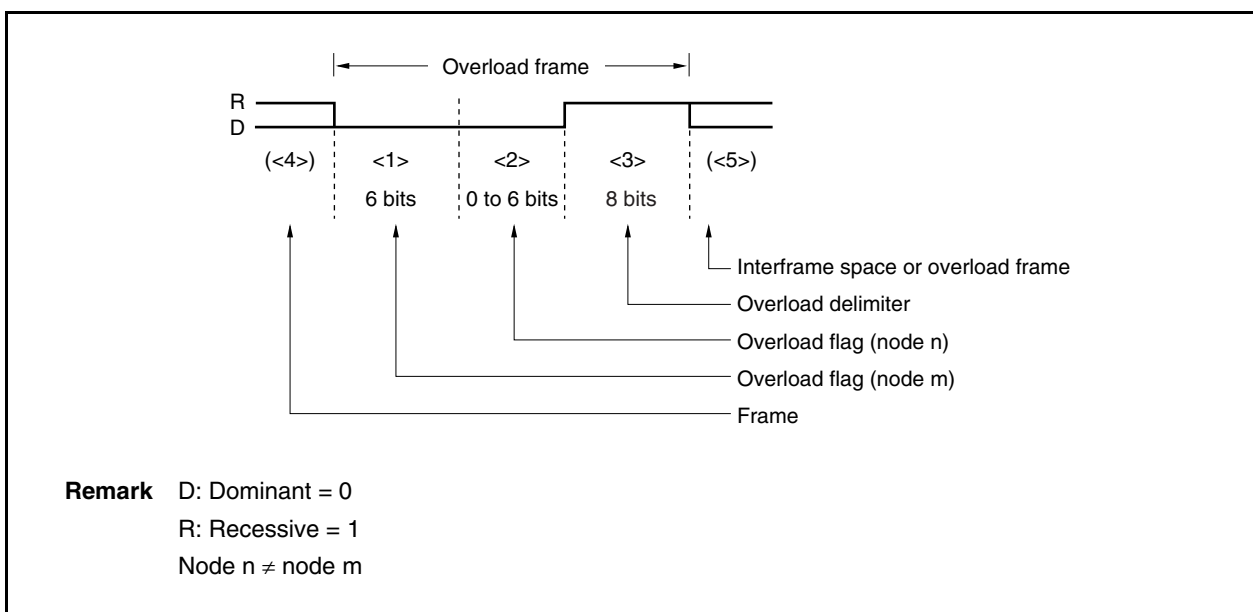 Overload frame
R
D
(<4>) <1> <2> <3> (<5>)
6 bits 0 to 6 bits 8 bits
Interframe space or overload frame
Overload delimiter
Overload flag (node n)
Overload flag (node m)
Frame
Remark D: Dominant = 0
R: Recessive = 1
Node n ≠ node m